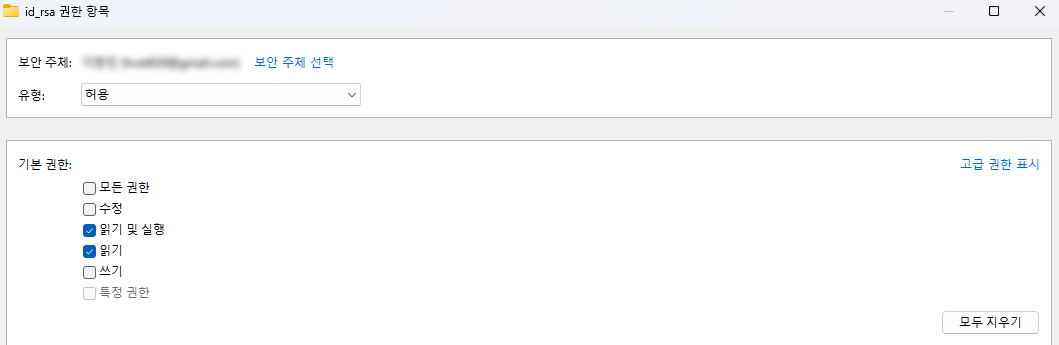 id_rsa 권한 항목
보안 주체: 보안 주체 선택
유형: 허용
기본 권한: 고급 권한 표시
모든 권한
수정
읽기 및 실행
읽기
쓰기
특정 권한
모두 지우기